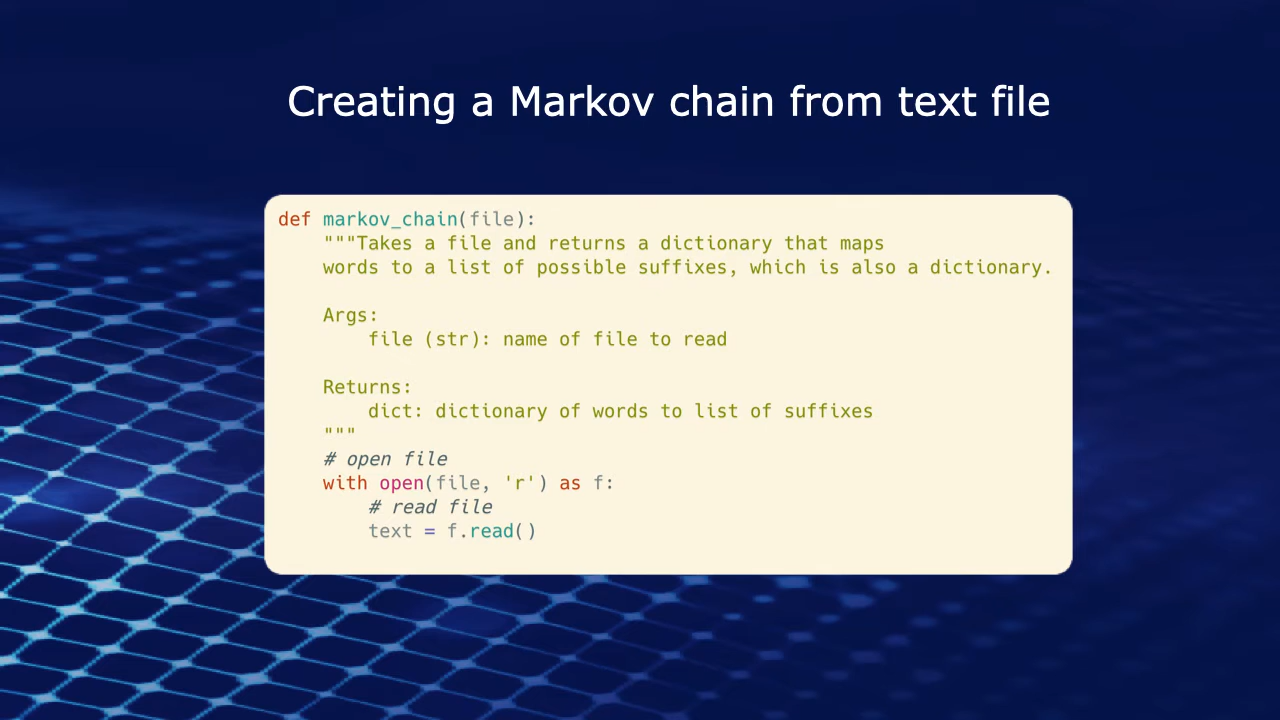 Creating a Markov chain from text file
def markov_chain(file):
    """Takes a file and returns a dictionary that maps
    words to a list of possible suffixes, which is also a dictionary.

    Args:
        file (str): name of file to read

    Returns:
        dict: dictionary of words to list of suffixes
    """
    # open file
    with open(file, 'r') as f:
        # read file
        text = f.read()